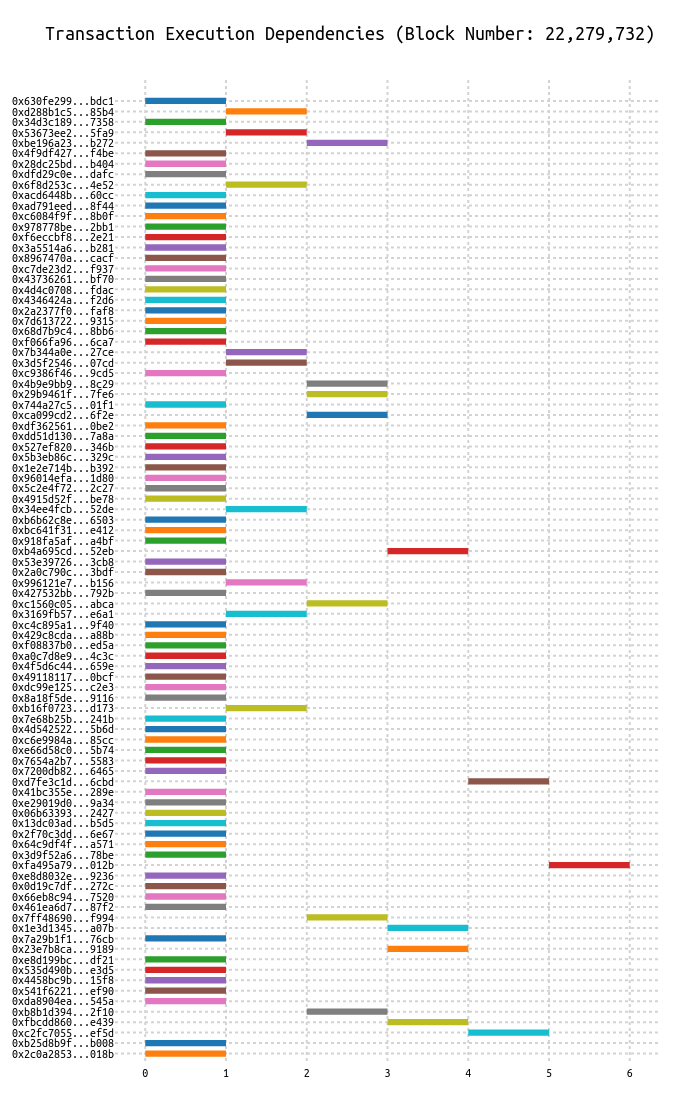 Transaction Execution Dependencies (Block Number: 22,279,732)
0x630fe299...bdc1
0xd288b1c5...85b4
0x34d3c189...7358
0x53673ee2...5fa9
0xbe196a23...b272
0x4f9df427...f4be
0x28dc25bd...b404
0xdfd29c0e...dafc
0x6f8d253c...4e52
0xacd6448b...60cc
0xad791eed...8f44
0xc6084f9f...8b0f
0x978778be...2bb1
0xf6eccbf8...2e21
0x3a5514a6...b281
0x8967470a...cacf
0xc7de23d2...f937
0x43736261...bf70
0x4d4c0708...fdac
0x4346424a...f2d6
0x2a2377f0...faf8
0x7d613722...9315
0x68d7b9c4...8bb6
0xf066fa96...6ca7
0x7b344a0e...27ce
0x3d5f2546...07cd
0xc9386f46...9cd5
0x4b9e9bb9...8c29
0x29b9461f...7fe6
0x744a27c5...01f1
0xca099cd2...6f2e
0xdf362561...0be2
0xdd51d130...7a8a
0x527ef820...346b
0x5b3eb86c...329c
0x1e2e714b...b392
0x96014efa...1d80
0x5c2e4f72...2c27
0x4915d52f...be78
0x34ee4fcb...52de
0xb6b62c8e...6503
0xbc641f31...e412
0x918fa5af...a4bf
0xb4a695cd...52eb
0x53e39726...3cb8
0x2a0c790c...3bdf
0x996121e7...b156
0x427532bb...792b
0xc1560c05...abca
0x3169fb57...e6a1
0xc4c895a1...9f40
0x429c8cda...a88b
0xf08837b0...ed5a
0xa0c7d8e9...4c3c
0x4f5d6c44...659e
0x49118117...0bcf
0xdc99e125...c2e3
0x8a18f5de...9116
0xb16f0723...d173
0x7e68b25b...241b
0x4d542522...5b6d
0xc6e9984a...85cc
0xe66d58c0...5b74
0x7654a2b7...5583
0x7200db82...6465
0xd7fe3c1d...6cbd
0x41bc355e...289e
0xe29019d0...9a34
0x06b63393...2427
0x13dc03ad...b5d5
0x2f70c3dd...6e67
0x64c9df4f...a571
0x3d9f52a6...78be
0xfa495a79...012b
0xe8d8032e...9236
0x0d19c7df...272c
0x66eb8c94...7520
0x461ea6d7...87f2
0x7ff48690...f994
0x1e3d1345...a07b
0x7a29b1f1...76cb
0x23e7b8ca...9189
0xe8d199bc...df21
0x535d490b...e3d5
0x4458bc9b...15f8
0x541f6221...ef90
0xda8904ea...545a
0xb8b1d394...2f10
0xfbcdd860...e439
0xc2fc7055...ef5d
0xb25d8b9f...b008
0x2c0a2853...018b
0 1 2 3 4 5 6